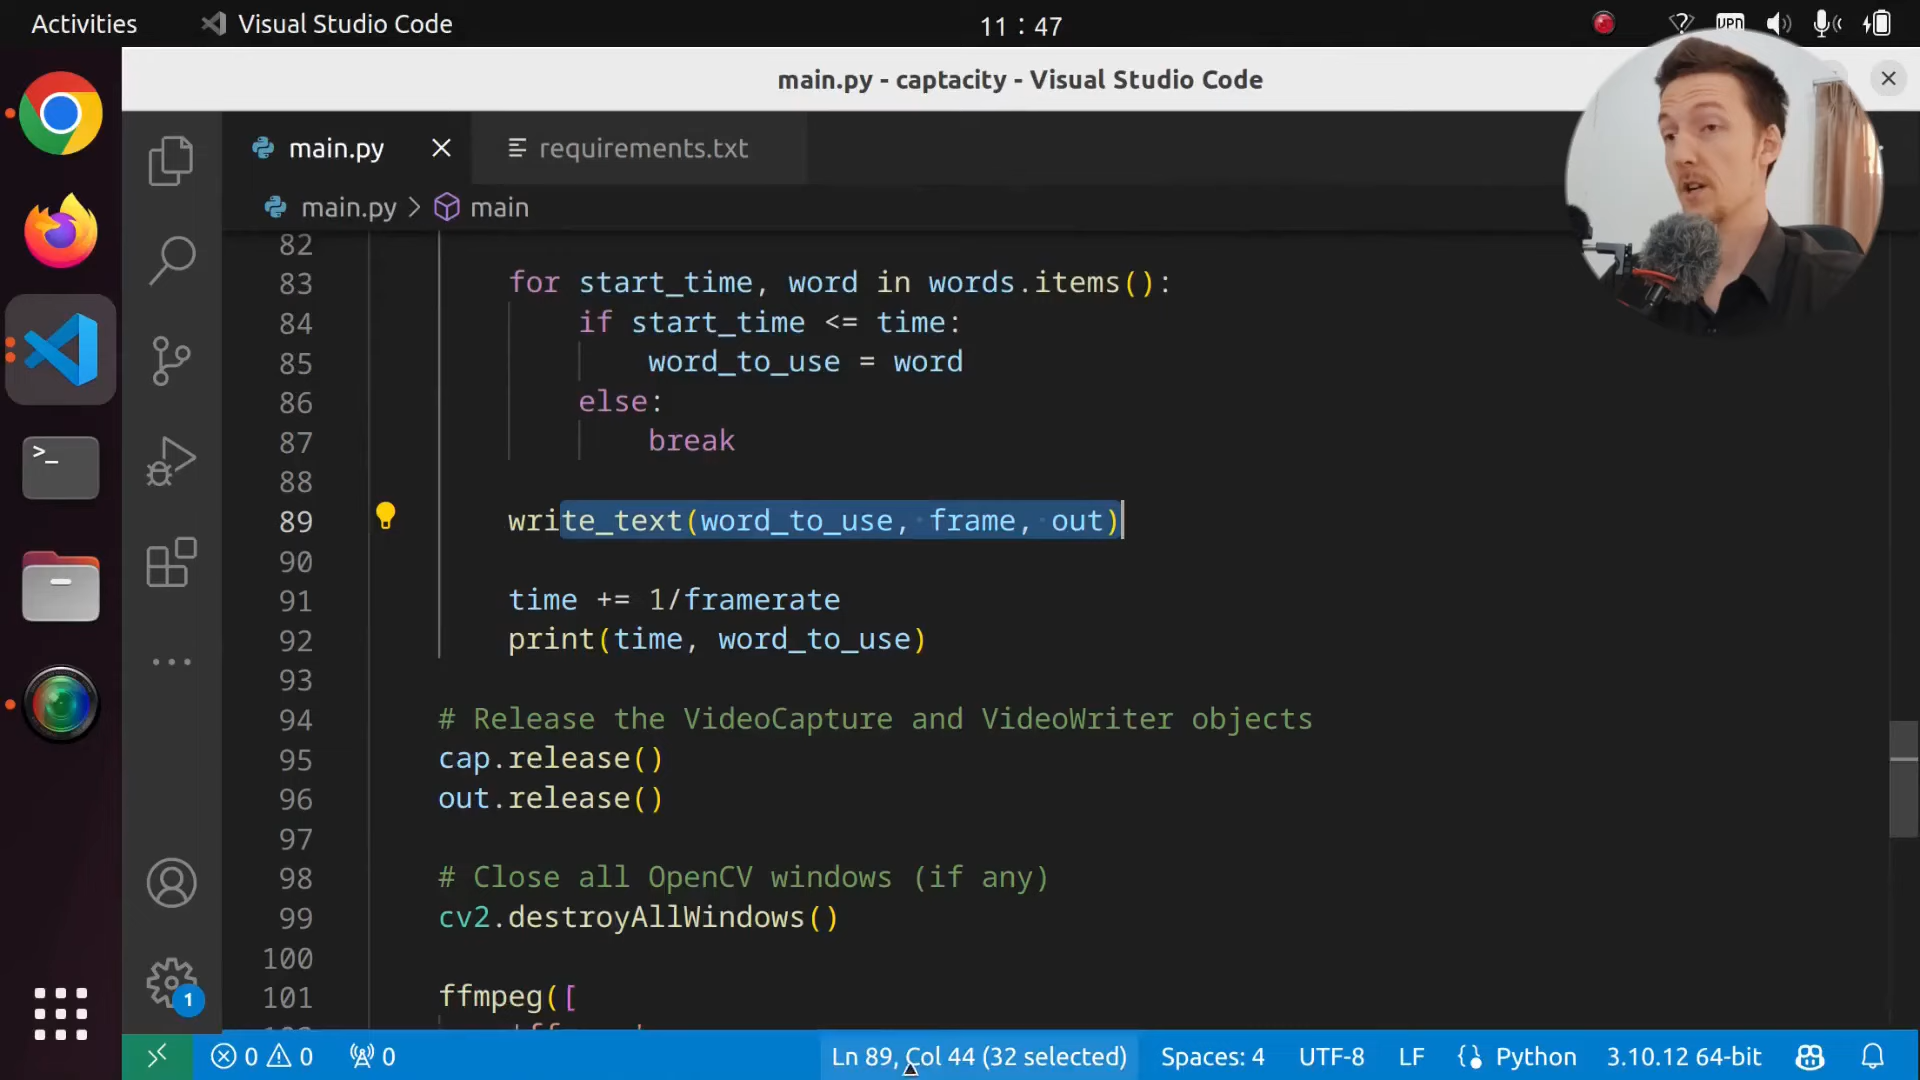 Activities
Visual Studio Code
11 : 47
VPN
main.py - captacity - Visual Studio Code
main.py
requirements.txt
main.py > main
82
83 for start_time, word in words.items():
84 if start_time <= time:
85 word_to_use = word
86 else:
87 break
88
89 write_text(word_to_use, frame, out)
90
91 time += 1/framerate
92 print(time, word_to_use)
93
94 # Release the VideoCapture and VideoWriter objects
95 cap.release()
96 out.release()
97
98 # Close all OpenCV windows (if any)
99 cv2.destroyAllWindows()
100
101 ffmpeg([
1
0 0 0 Ln 89, Col 44 (32 selected) Spaces: 4 UTF-8 LF Python 3.10.12 64-bit